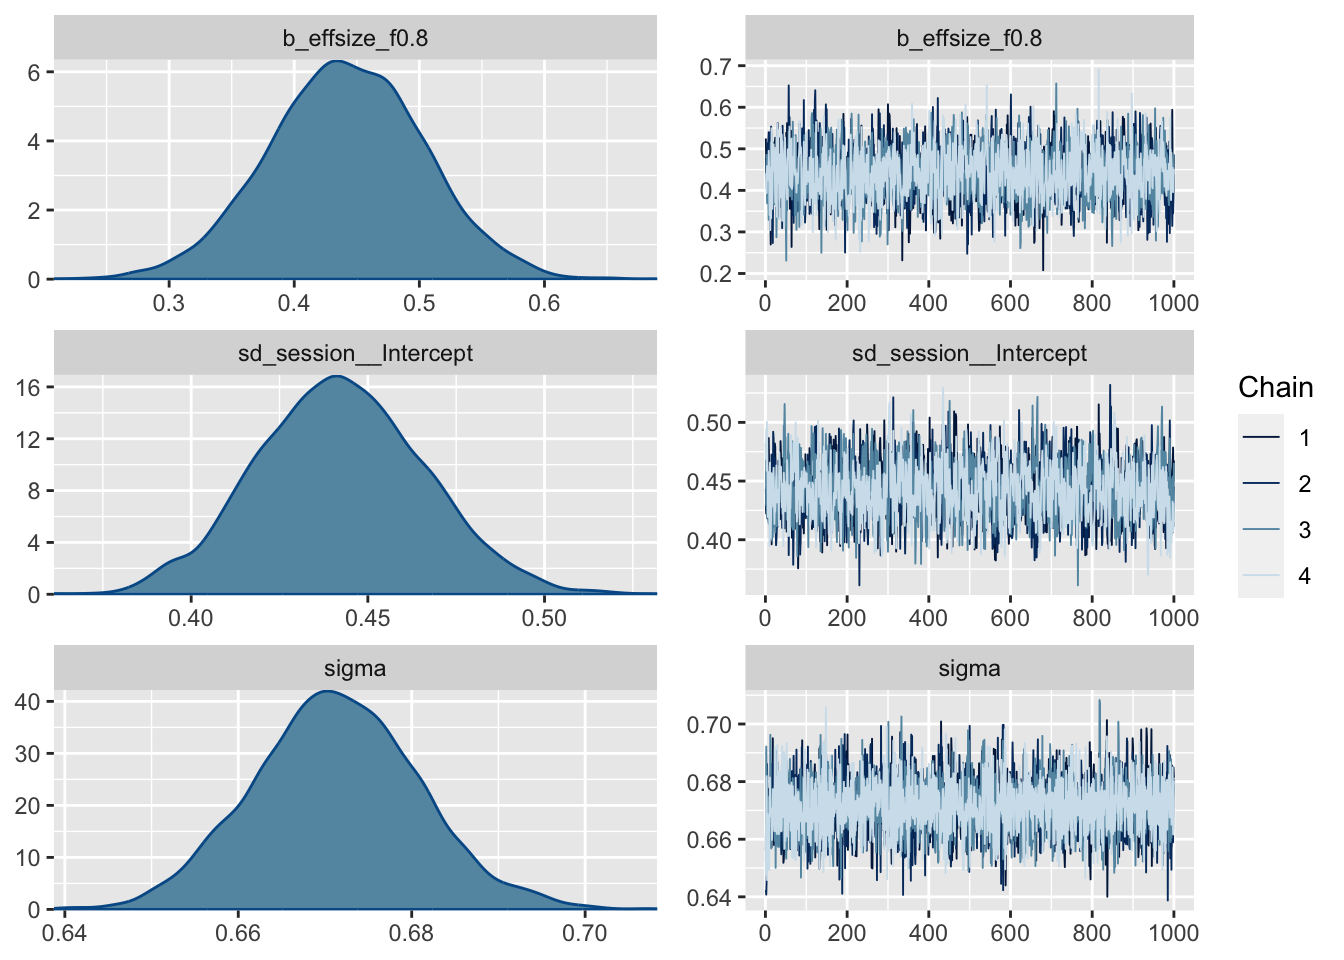 b_effsize_f0.8
6
4
2
0
0.3 0.4 0.5 0.6
b_effsize_f0.8
0.7
0.6
0.5
0.4
0.3
0.2
0 200 400 600 800 1000
sd_session__Intercept
16
12
8
4
0
0.40 0.45 0.50
sd_session__Intercept
0.50
0.45
0.40
0 200 400 600 800 1000
sigma
40
30
20
10
0
0.64 0.66 0.68 0.70
sigma
0.70
0.68
0.66
0.64
0 200 400 600 800 1000
Chain
1
2
3
4